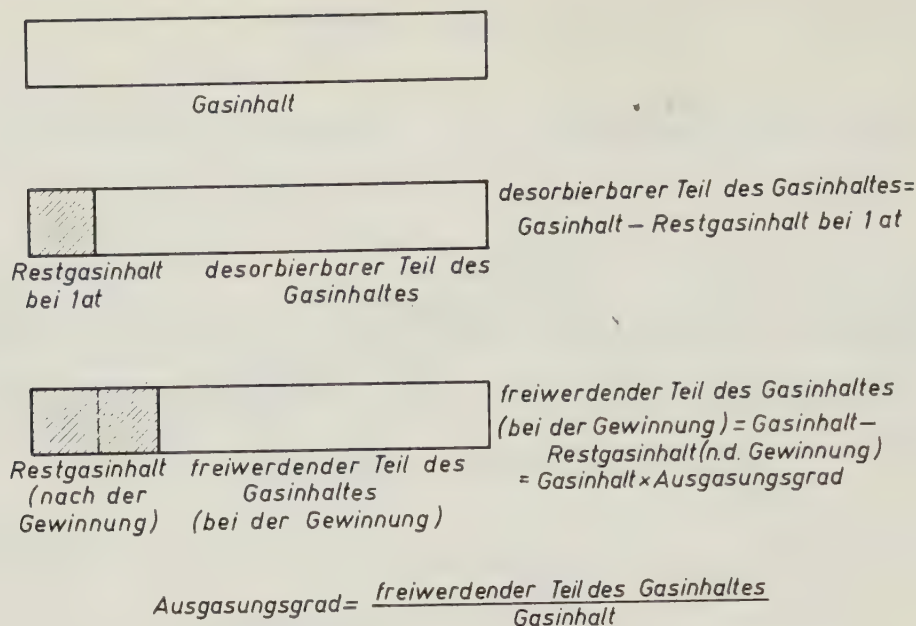 Gasinhalt
desorbierbarer Teil des Gasinhaltes=
Gasinhalt – Restgasinhalt bei 1 at
Restgasinhalt
bei 1at
desorbierbarer Teil des
Gasinhaltes
freiwerdender Teil des Gasinhaltes
(bei der Gewinnung) = Gasinhalt–
Restgasinhalt (n.d. Gewinnung)
= Gasinhalt × Ausgasungsgrad
Restgasinhalt
(nach der
Gewinnung)
freiwerdender Teil des
Gasinhaltes
(bei der Gewinnung)
Ausgasungsgrad= freiwerdender Teil des Gasinhaltes
Gasinhalt